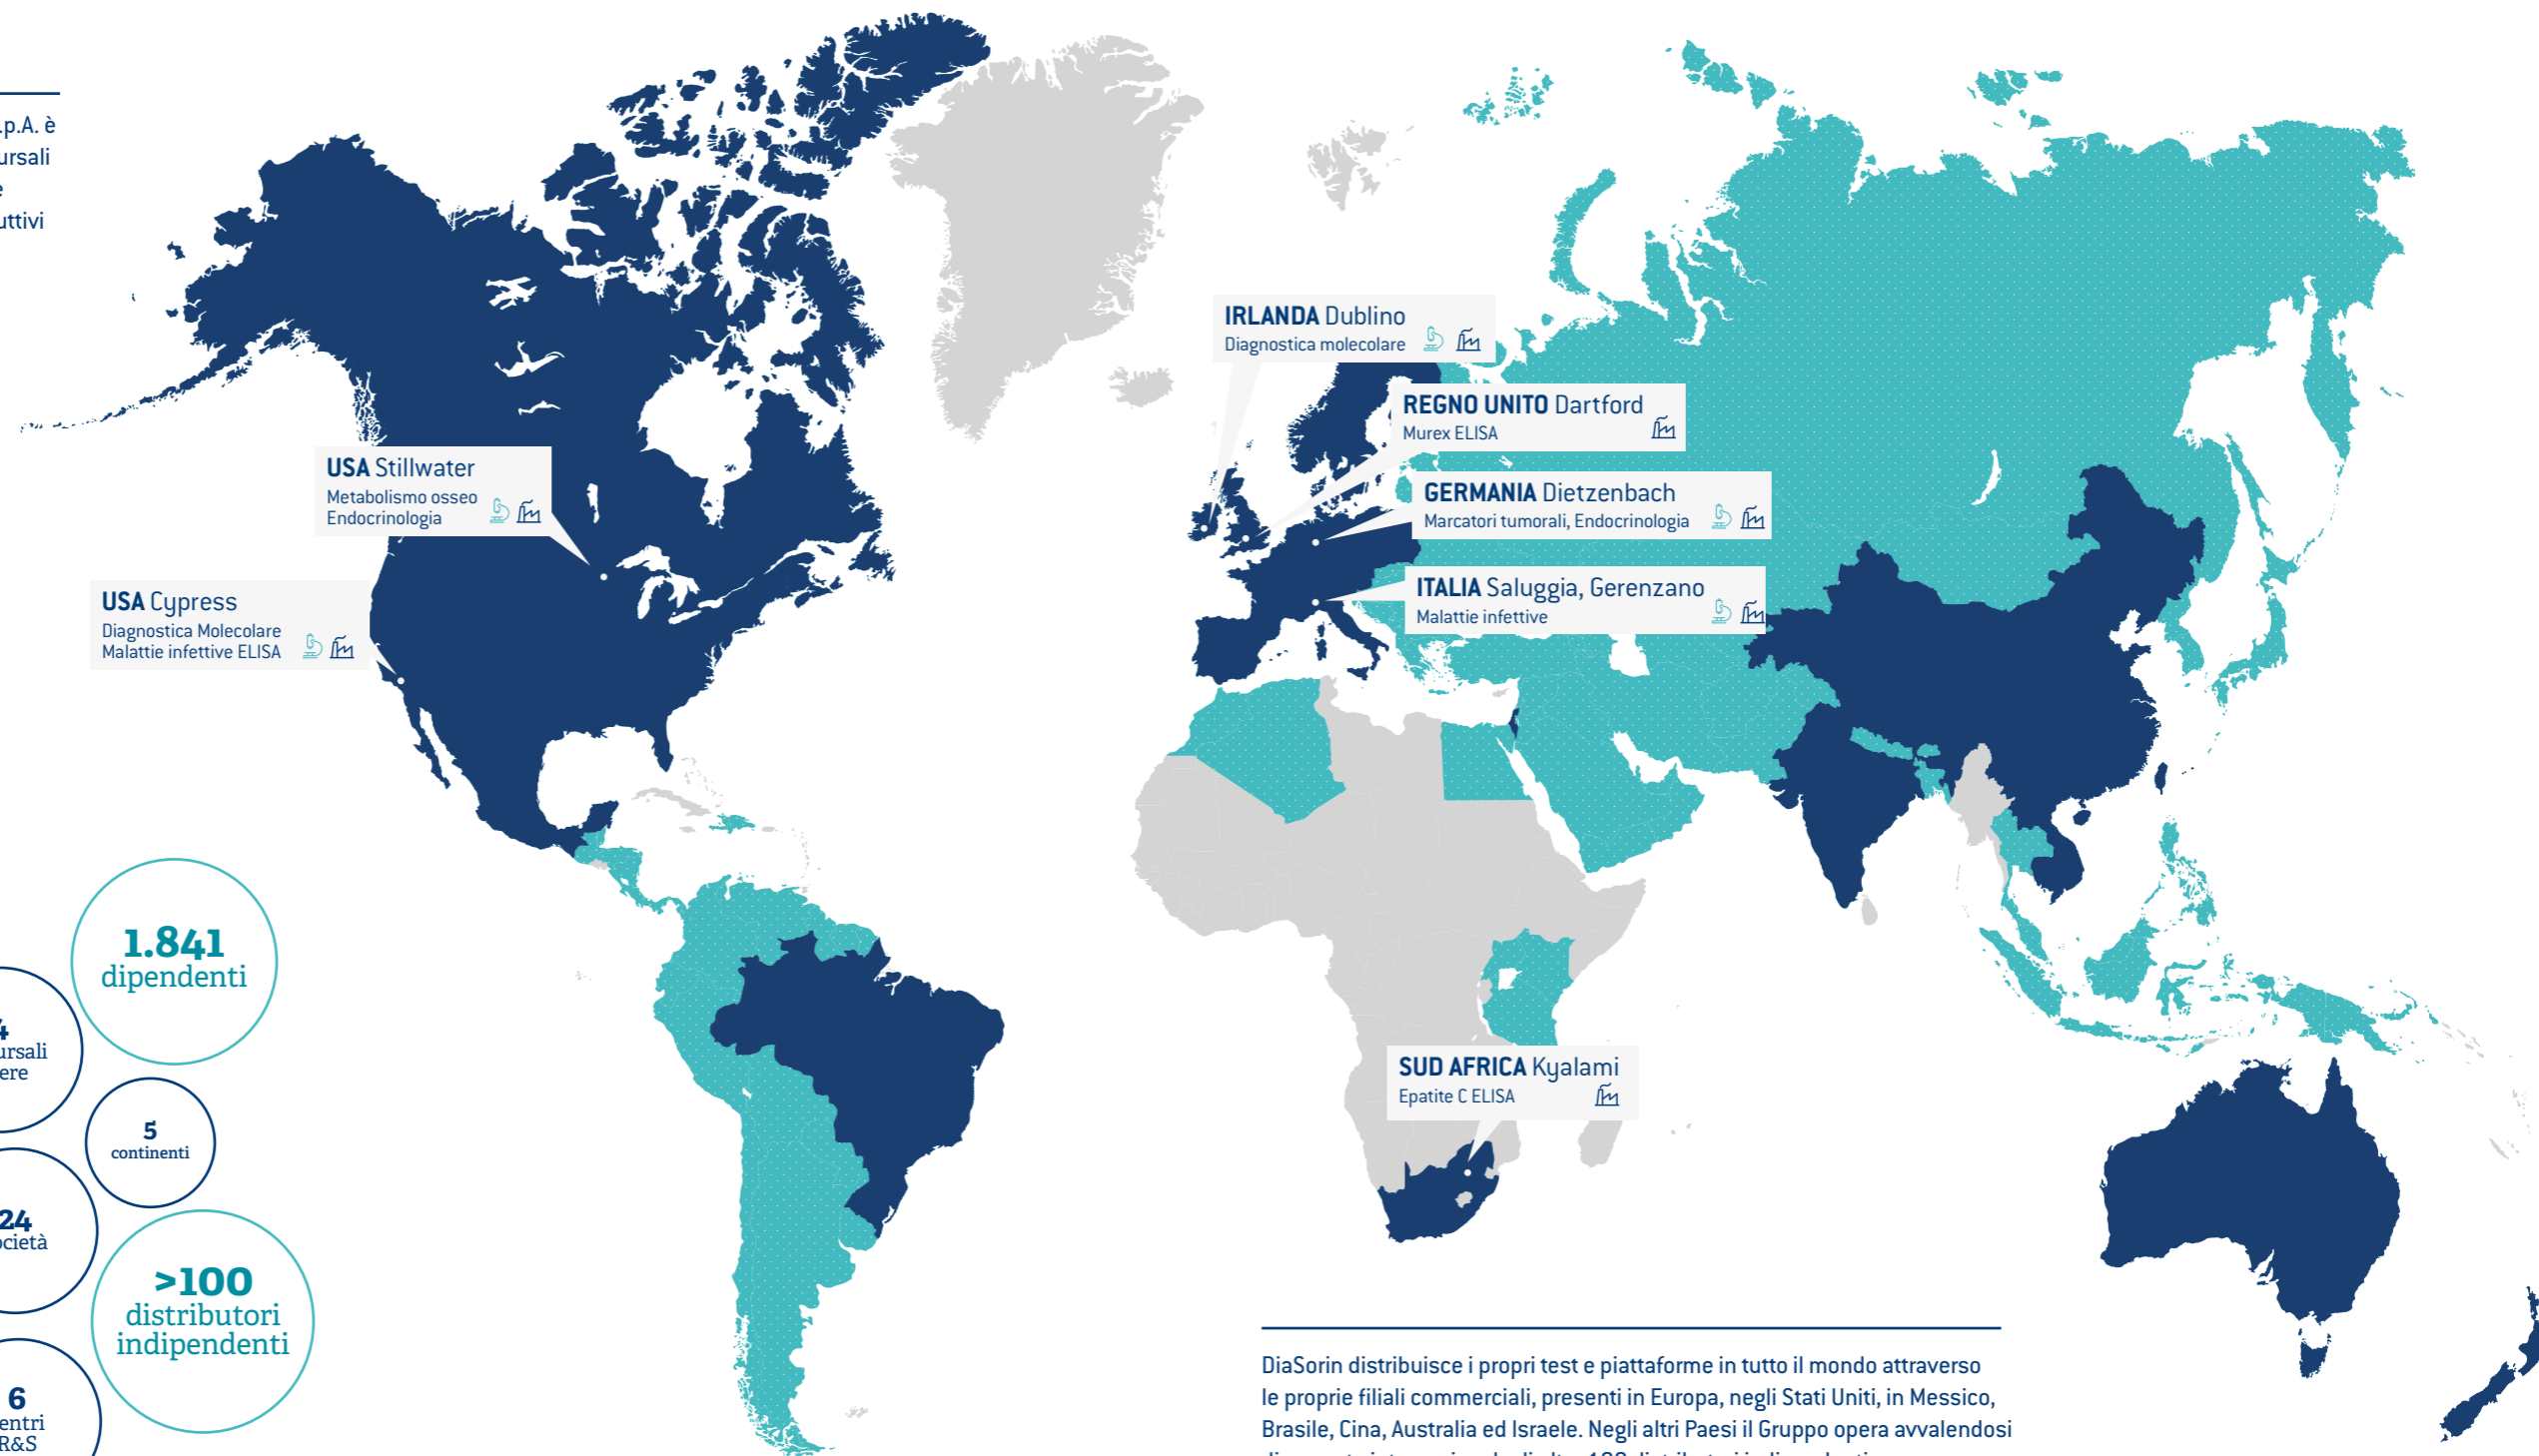 .p.A. è
ursali
e
uttivi
IRLANDA Dublino
Diagnostica molecolare
REGNO UNITO Dartford
Murex ELISA
USA Stillwater
Metabolismo osseo
Endocrinologia
GERMANIA Dietzenbach
Marcatori tumorali, Endocrinologia
USA Cypress
Diagnostica Molecolare
Malattie infettive ELISA
ITALIA Saluggia, Gerenzano
Malattie infettive
1.841
dipendenti
4
ursali
ere
5
continenti
SUD AFRICA Kyalami
Epatite C ELISA
24
ocietà
>100
distributori
indipendenti
6
entri
R&S
DiaSorin distribuisce i propri test e piattaforme in tutto il mondo attraverso
le proprie filiali commerciali, presenti in Europa, negli Stati Uniti, in Messico,
Brasile, Cina, Australia ed Israele. Negli altri Paesi il Gruppo opera avvalendosi